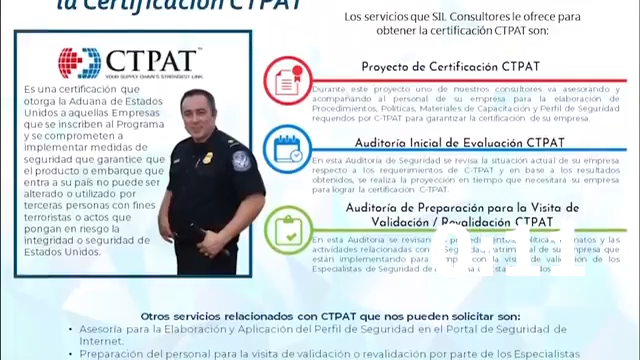 la Certificación CTPAT
Los servicios que SIL Consultores le ofrece para
obtener la certificación CTPAT son:
CTPAT™
YOUR SUPPLY CHAIN'S STRONGEST LINK.
Es una certificación que
otorga la Aduana de Estados
Unidos a aquellas Empresas
que se inscriben al Programa
y se comprometen a
implementar medidas de
seguridad que garantice que
el producto o embarque que
entra a su país no puede ser
alterado o utilizado por
terceras personas con fines
terroristas o actos que
pongan en riesgo la
integridad o seguridad de
Estados Unidos.
Proyecto de Certificación CTPAT
Durante este proyecto uno de nuestros consultores va asesorando y
acompañando al personal de su empresa para la elaboración de
Procedimientos, Políticas, Materiales de Capacitación y Perfil de Seguridad
requeridos por C-TPAT para garantizar la certificación de su empresa
Auditoría Inicial de Evaluación CTPAT
En esta Auditoría de Seguridad se revisa la situación actual de su empresa
respecto a los requerimientos de C-TPAT y en base a los resultados
obtenidos, se realiza la proyección en tiempo que necesitara su empresa
para lograr la certificación C-TPAT.
Auditoría de Preparación para la Visita de
Validación / Revalidación CTPAT
En esta Auditoría se revisan
actividades relacionadas con
que están implementando para
Especialistas de Seguridad de
Otros servicios relacionados con CTPAT que nos pueden solicitar son:
• Asesoría para la Elaboración y Aplicación del Perfil de Seguridad en el Portal de Seguridad de
Internet.
• Preparación del personal para la visita de validación o revalidación por parte de los Especialistas